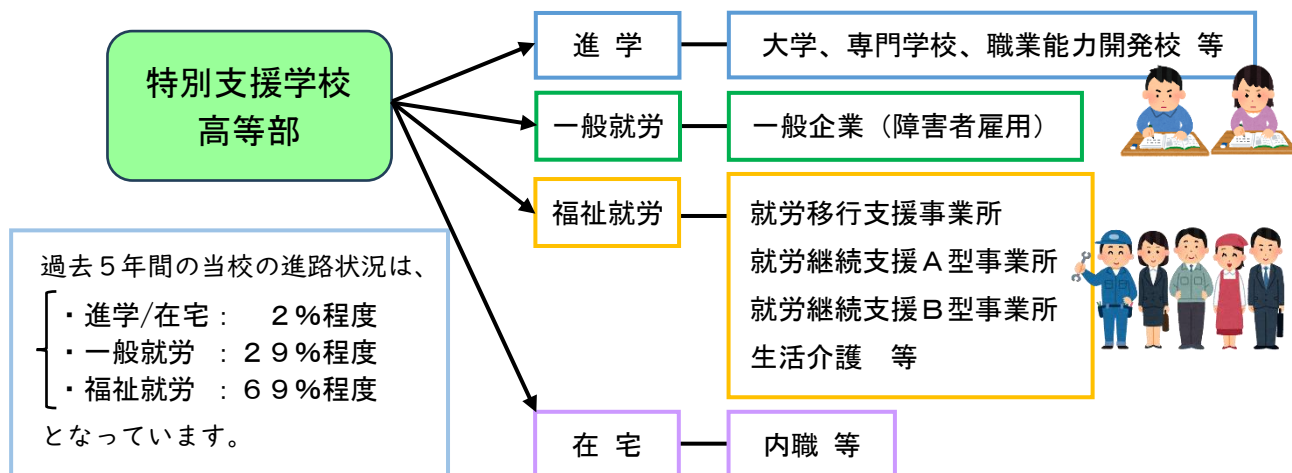 特別支援学校
高等部
進 学
大学、専門学校、職業能力開発校 等
一般就労
一般企業（障害者雇用）
福祉就労
就労移行支援事業所
就労継続支援Ａ型事業所
就労継続支援Ｂ型事業所
生活介護　等
在 宅
内職 等
過去５年間の当校の進路状況は、
・進学/在宅：　２％程度
・一般就労　：２９％程度
・福祉就労　：６９％程度
となっています。